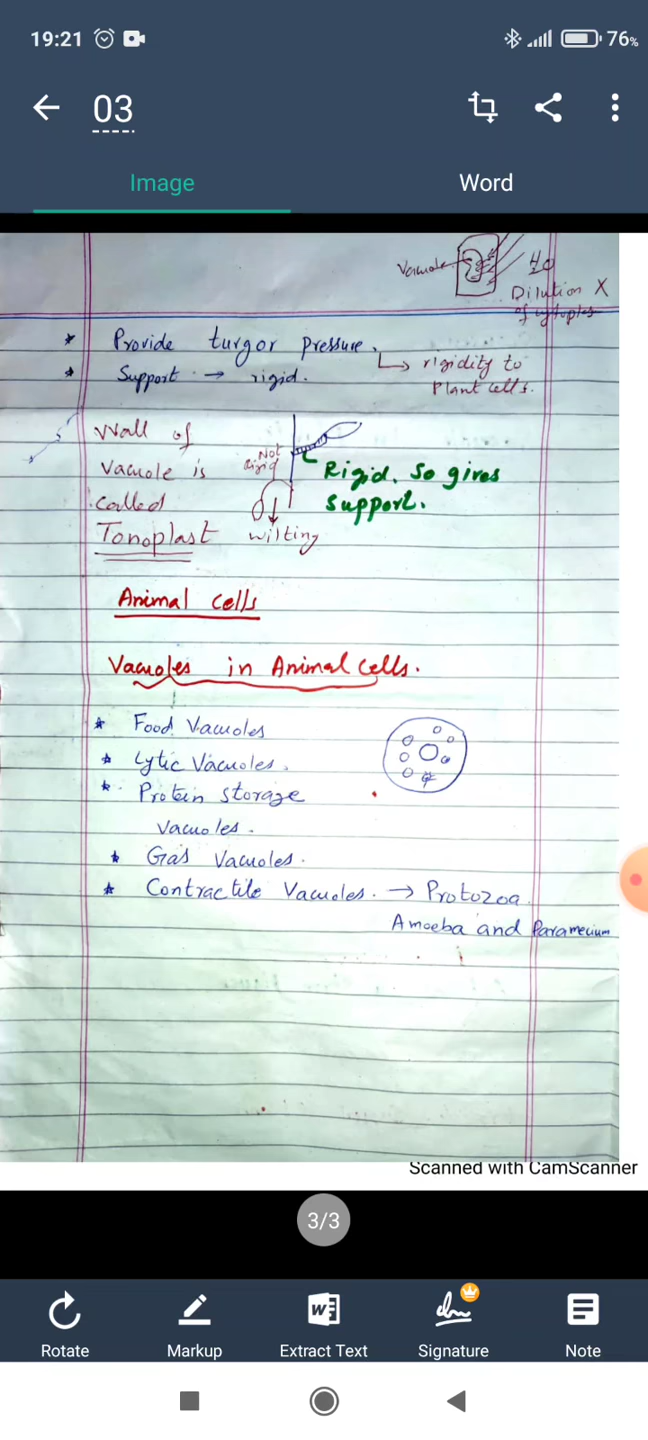 19:21
76%
03
Image
Word
Vacuole
H₂O
Dilution X
of cytoplas
* Provide turgor pressure.
↳ rigidity to
Plant cells.
* Support → rigid.
Wall of
Vacuole is
called
Tonoplast
Not
rigid
wilting
Rigid. So gives
support.
Animal cells
Vacuoles in Animal cells.
* Food Vacuoles
* Lytic Vacuoles.
* Protein storage
Vacuoles.
* Gas Vacuoles.
* Contractile Vacuoles. → Protozoa
Amoeba and Paramecium
Scanned with CamScanner
3/3
Rotate
Markup
Extract Text
Signature
Note